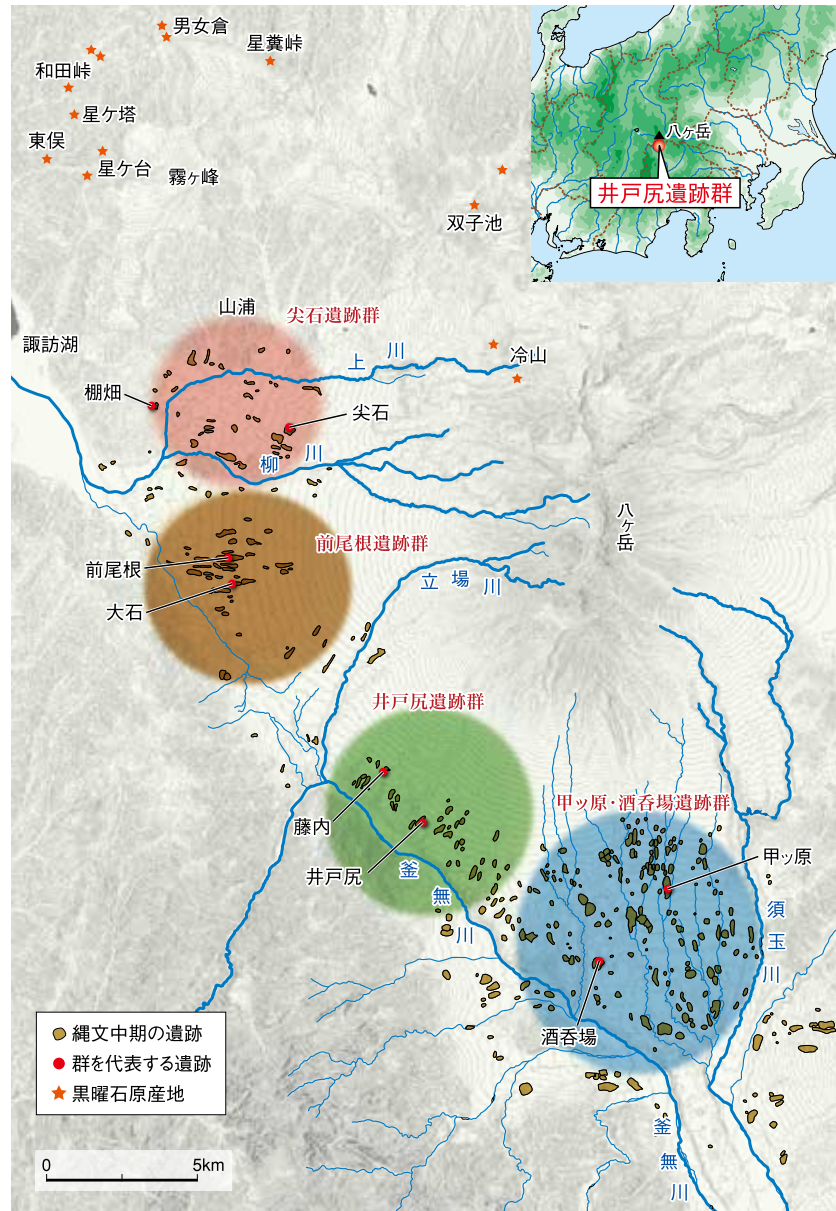 男女倉
星糞峠
和田峠
星ケ塔
東俣
星ケ台
霧ヶ峰
双子池
八ヶ岳
井戸尻遺跡群
山浦
尖石遺跡群
諏訪湖
上川
冷山
棚畑
尖石
柳川
八ヶ岳
前尾根遺跡群
前尾根
立場川
大石
井戸尻遺跡群
甲ッ原・酒呑場遺跡群
藤内
甲ッ原
井戸尻
釜無川
須玉川
酒呑場
縄文中期の遺跡
群を代表する遺跡
黒曜石原産地
釜無川
0 5km